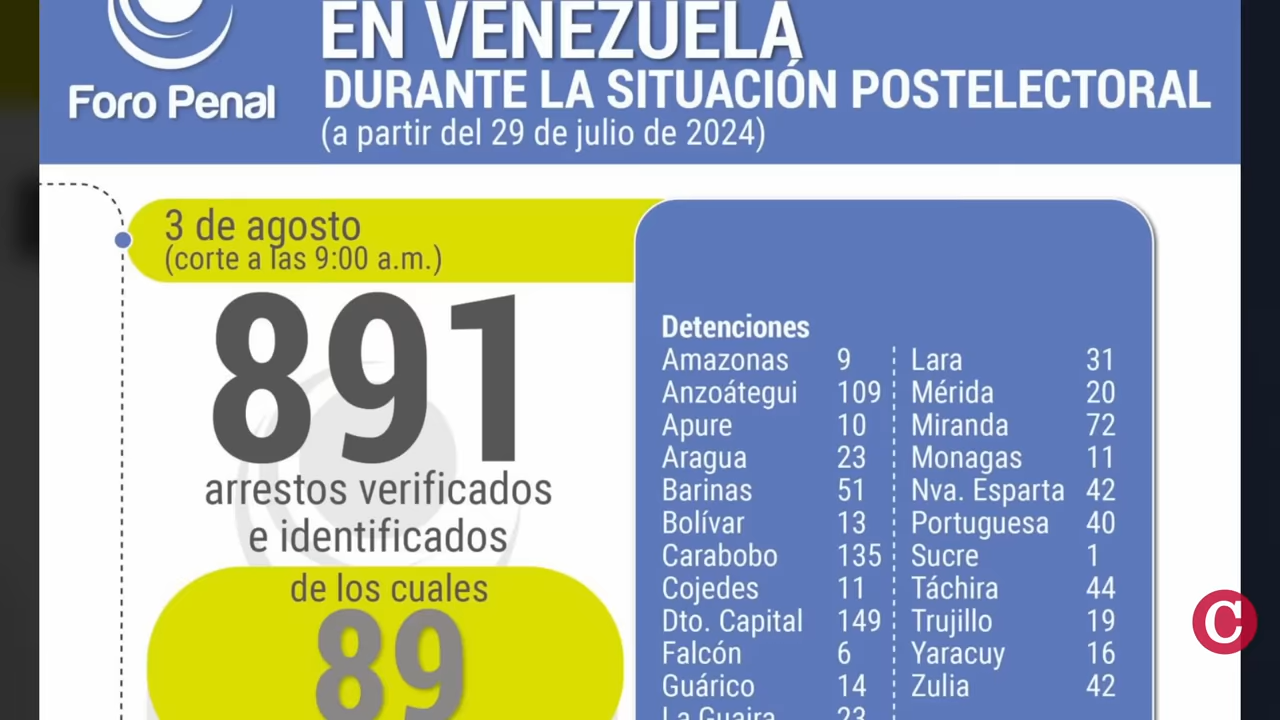 Foro Penal
EN VENEZUELA
DURANTE LA SITUACIÓN POSTELECTORAL
(a partir del 29 de julio de 2024)
3 de agosto
(corte a las 9:00 a.m.)
891
arrestos verificados
e identificados
de los cuales
89
Detenciones
Amazonas 9
Anzoátegui 109
Apure 10
Aragua 23
Barinas 51
Bolívar 13
Carabobo 135
Cojedes 11
Dto. Capital 149
Falcón 6
Guárico 14
La Guaira 23
Lara 31
Mérida 20
Miranda 72
Monagas 11
Nva. Esparta 42
Portuguesa 40
Sucre 1
Táchira 44
Trujillo 19
Yaracuy 16
Zulia 42
C